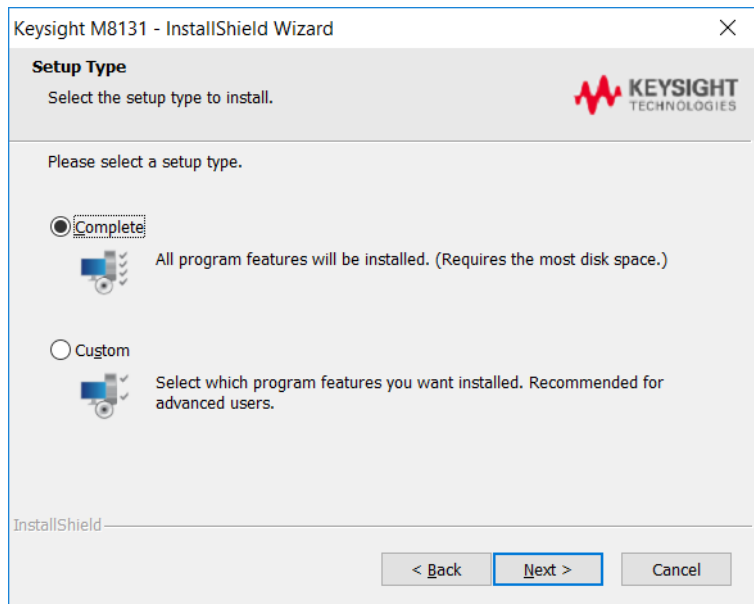 Keysight M8131 - InstallShield Wizard
Setup Type
Select the setup type to install.
KEYSIGHT
TECHNOLOGIES
Please select a setup type.
Complete
All program features will be installed. (Requires the most disk space.)
Custom
Select which program features you want installed. Recommended for
advanced users.
InstallShield
< Back
Next >
Cancel